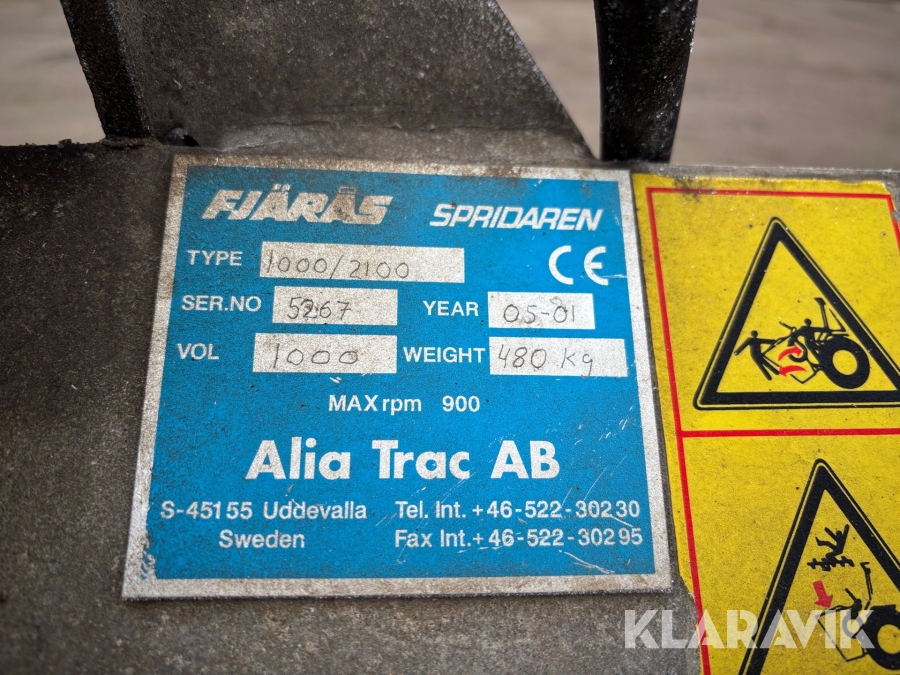 FJÄRÅS SPRIDAREN
TYPE 1000/2100 CE
SER.NO 5267 YEAR 05-01
VOL 1000 WEIGHT 480 kg
MAX rpm 900
Alia Trac AB
S-451 55 Uddevalla Tel. Int. +46-522-302 30
Sweden Fax Int. +46-522-302 95
KLARAVIK